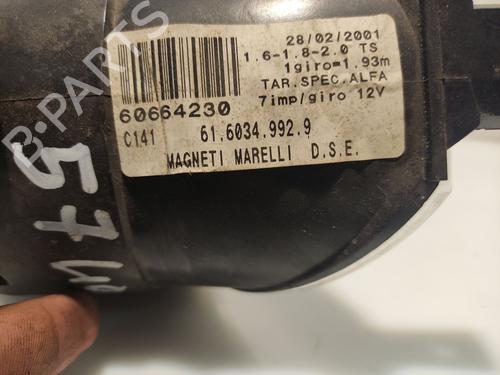 28/02/2001
1.6-1.8-2.0 TS
1giro=1.93m
TAR.SPEC.ALFA
7imp/giro 12V
60664230
C141
61.6034.992.9
MAGNETI MARELLI D.S.E.
B-PARTS
57